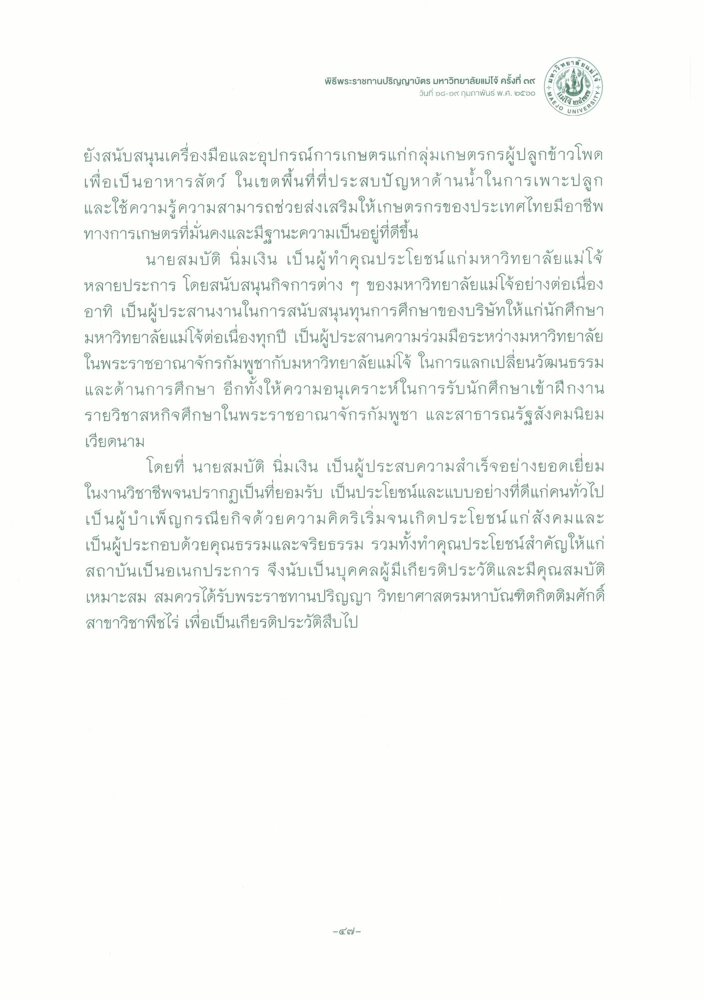 พิธีพระราชทานปริญญาบัตร มหาวิทยาลัยแม่โจ้ ครั้งที่ ๓๙
วันที่ ๑๘-๑๙ กุมภาพันธ์ พ.ศ. ๒๕๖๐
มหาวิทยาลัยแม่โจ้
แม่โจ้ ๒๔๗๗
MAEJO UNIVERSITY
ยังสนับสนุนเครื่องมือและอุปกรณ์การเกษตรแก่กลุ่มเกษตรกรผู้ปลูกข้าวโพด
เพื่อเป็นอาหารสัตว์ ในเขตพื้นที่ที่ประสบปัญหาด้านน้ำในการเพาะปลูก
และใช้ความรู้ความสามารถช่วยส่งเสริมให้เกษตรกรของประเทศไทยมีอาชีพ
ทางการเกษตรที่มั่นคงและมีฐานะความเป็นอยู่ที่ดีขึ้น
นายสมบัติ นิ่มเงิน เป็นผู้ทำคุณประโยชน์แก่มหาวิทยาลัยแม่โจ้
หลายประการ โดยสนับสนุนกิจการต่าง ๆ ของมหาวิทยาลัยแม่โจ้อย่างต่อเนื่อง
อาทิ เป็นผู้ประสานงานในการสนับสนุนทุนการศึกษาของบริษัทให้แก่นักศึกษา
มหาวิทยาลัยแม่โจ้ต่อเนื่องทุกปี เป็นผู้ประสานความร่วมมือระหว่างมหาวิทยาลัย
ในพระราชอาณาจักรกัมพูชากับมหาวิทยาลัยแม่โจ้ ในการแลกเปลี่ยนวัฒนธรรม
และด้านการศึกษา อีกทั้งให้ความอนุเคราะห์ในการรับนักศึกษาเข้าฝึกงาน
รายวิชาสหกิจศึกษาในพระราชอาณาจักรกัมพูชา และสาธารณรัฐสังคมนิยม
เวียดนาม
โดยที่ นายสมบัติ นิ่มเงิน เป็นผู้ประสบความสำเร็จอย่างยอดเยี่ยม
ในงานวิชาชีพจนปรากฏเป็นที่ยอมรับ เป็นประโยชน์และแบบอย่างที่ดีแก่คนทั่วไป
เป็นผู้บำเพ็ญกรณียกิจด้วยความคิดริเริ่มจนเกิดประโยชน์แก่สังคมและ
เป็นผู้ประกอบด้วยคุณธรรมและจริยธรรม รวมทั้งทำคุณประโยชน์สำคัญให้แก่
สถาบันเป็นอเนกประการ จึงนับเป็นบุคคลผู้มีเกียรติประวัติและมีคุณสมบัติ
เหมาะสม สมควรได้รับพระราชทานปริญญา วิทยาศาสตรมหาบัณฑิตกิตติมศักดิ์
สาขาวิชาพืชไร่ เพื่อเป็นเกียรติประวัติสืบไป
-๔๗-